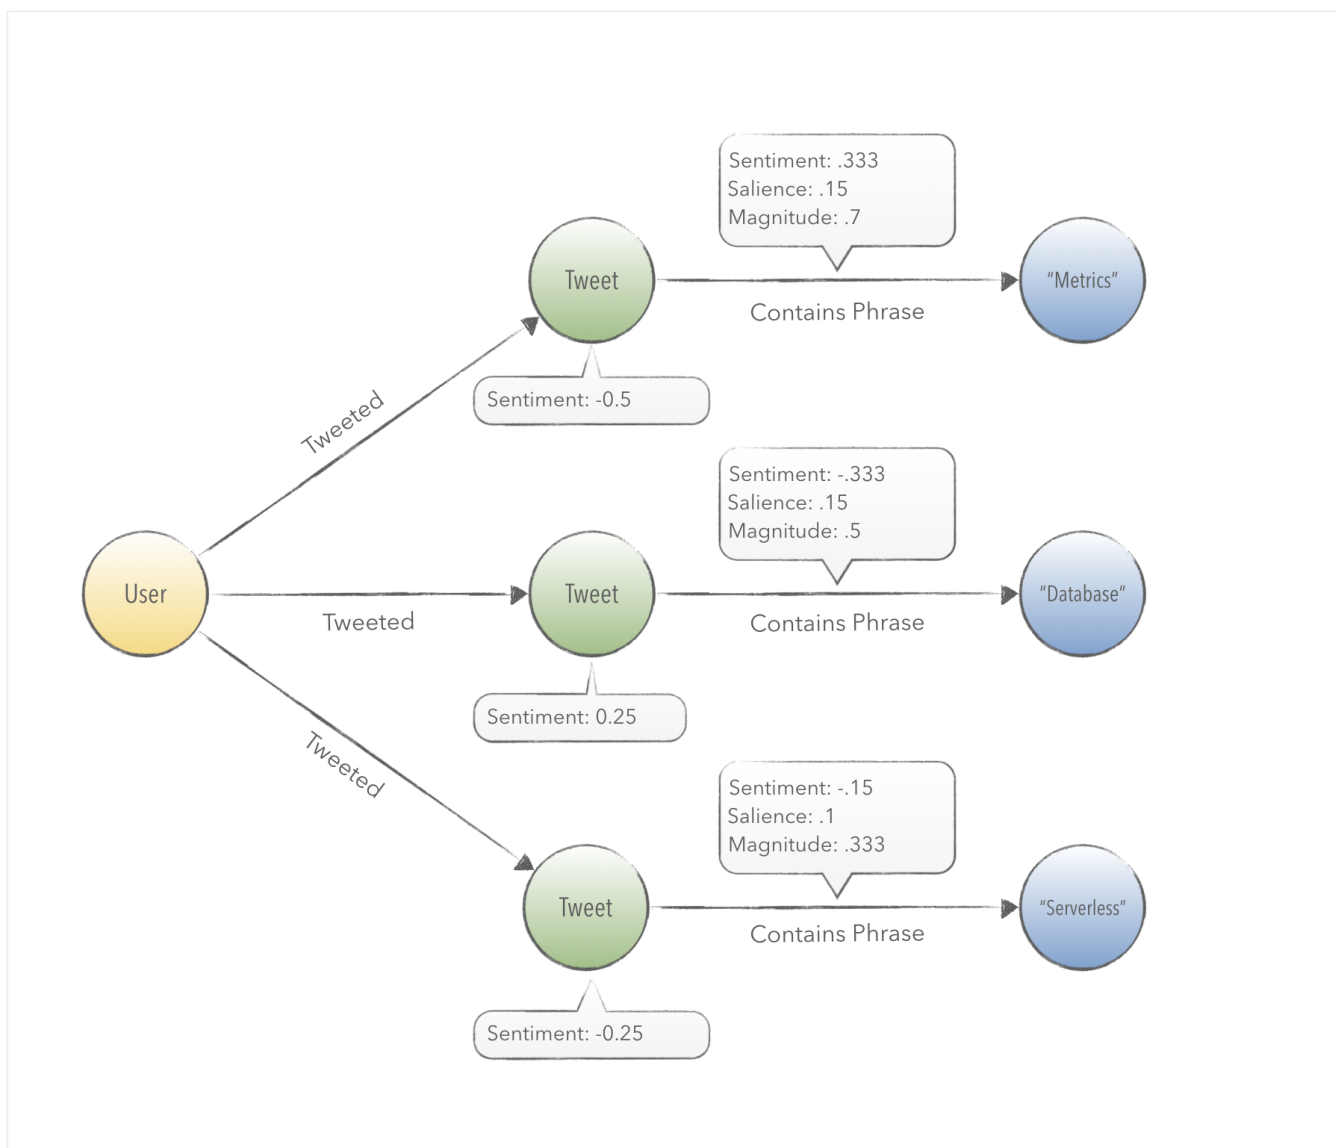 Sentiment: .333
Salience: .15
Magnitude: .7
Tweet
"Metrics"
Contains Phrase
Sentiment: -0.5
Tweeted
Sentiment: -.333
Salience: .15
Magnitude: .5
User
Tweet
"Database"
Tweeted
Contains Phrase
Sentiment: 0.25
Tweeted
Sentiment: -.15
Salience: .1
Magnitude: .333
Tweet
"Serverless"
Contains Phrase
Sentiment: -0.25